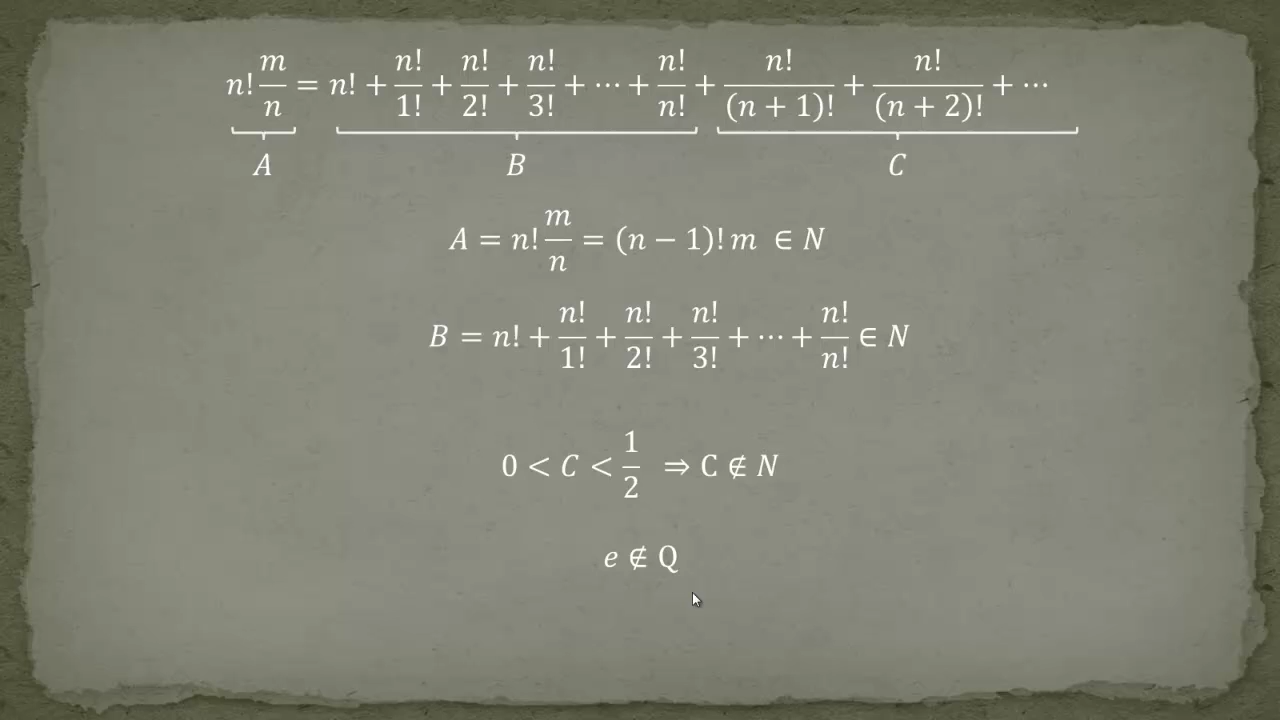 n! m/n = n! + n!/1! + n!/2! + n!/3! + ⋯ + n!/n! + n!/(n + 1)! + n!/(n + 2)! + ⋯
A B C
A = n! m/n = (n − 1)! m ∈ N
B = n! + n!/1! + n!/2! + n!/3! + ⋯ + n!/n! ∈ N
0 < C < 1/2 ⇒ C ∉ N
e ∉ Q